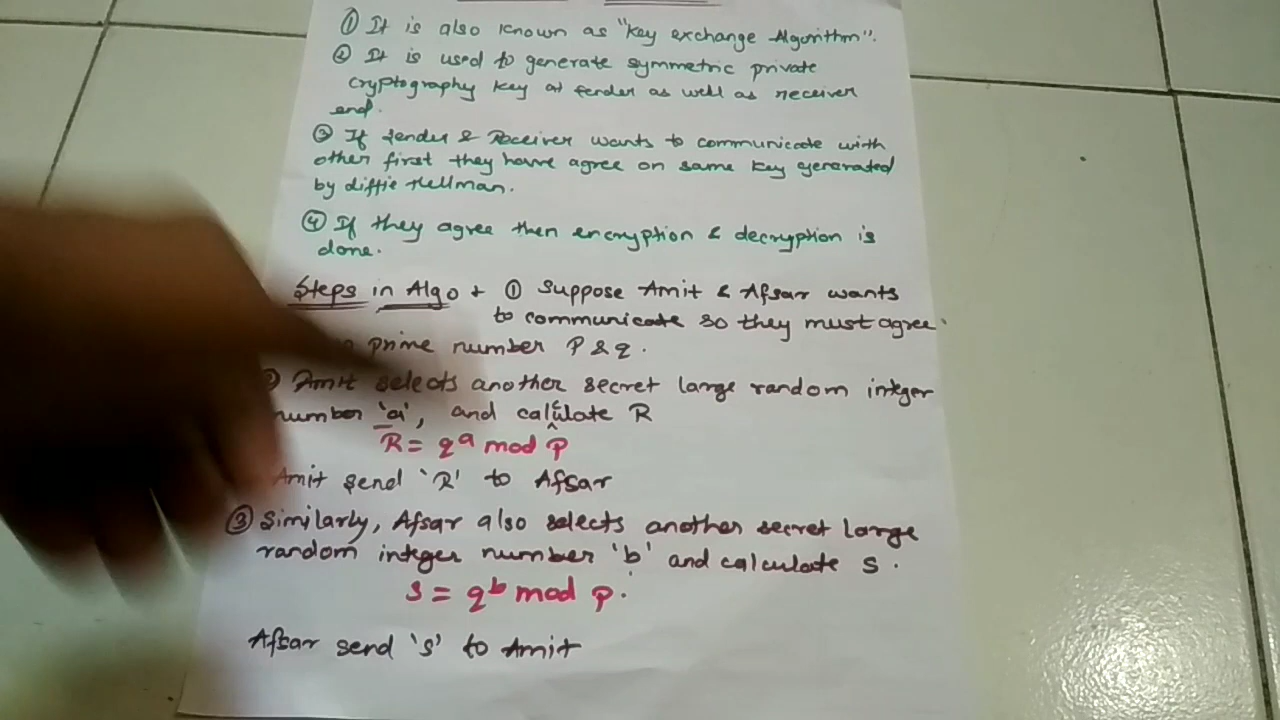 ① It is also known as "key exchange Algorithm".
② It is used to generate symmetric private
cryptography key at sender as well as receiver
end.
③ If sender & Receiver wants to communicate with
other first they have agree on same key generated
by diffie Hellman.
④ If they agree then encryption & decryption is
done.
Steps in Algo + ① Suppose Amit & Afsar wants
to communicate so they must agree
prime number P & q.
Amit selects another secret large random integer
number 'a', and calculate R
R = q^a mod P
Amit send 'R' to Afsar
③ Similarly, Afsar also selects another secret large
random integer number 'b' and calculate S.
S = q^b mod p.
Afsar send 'S' to Amit